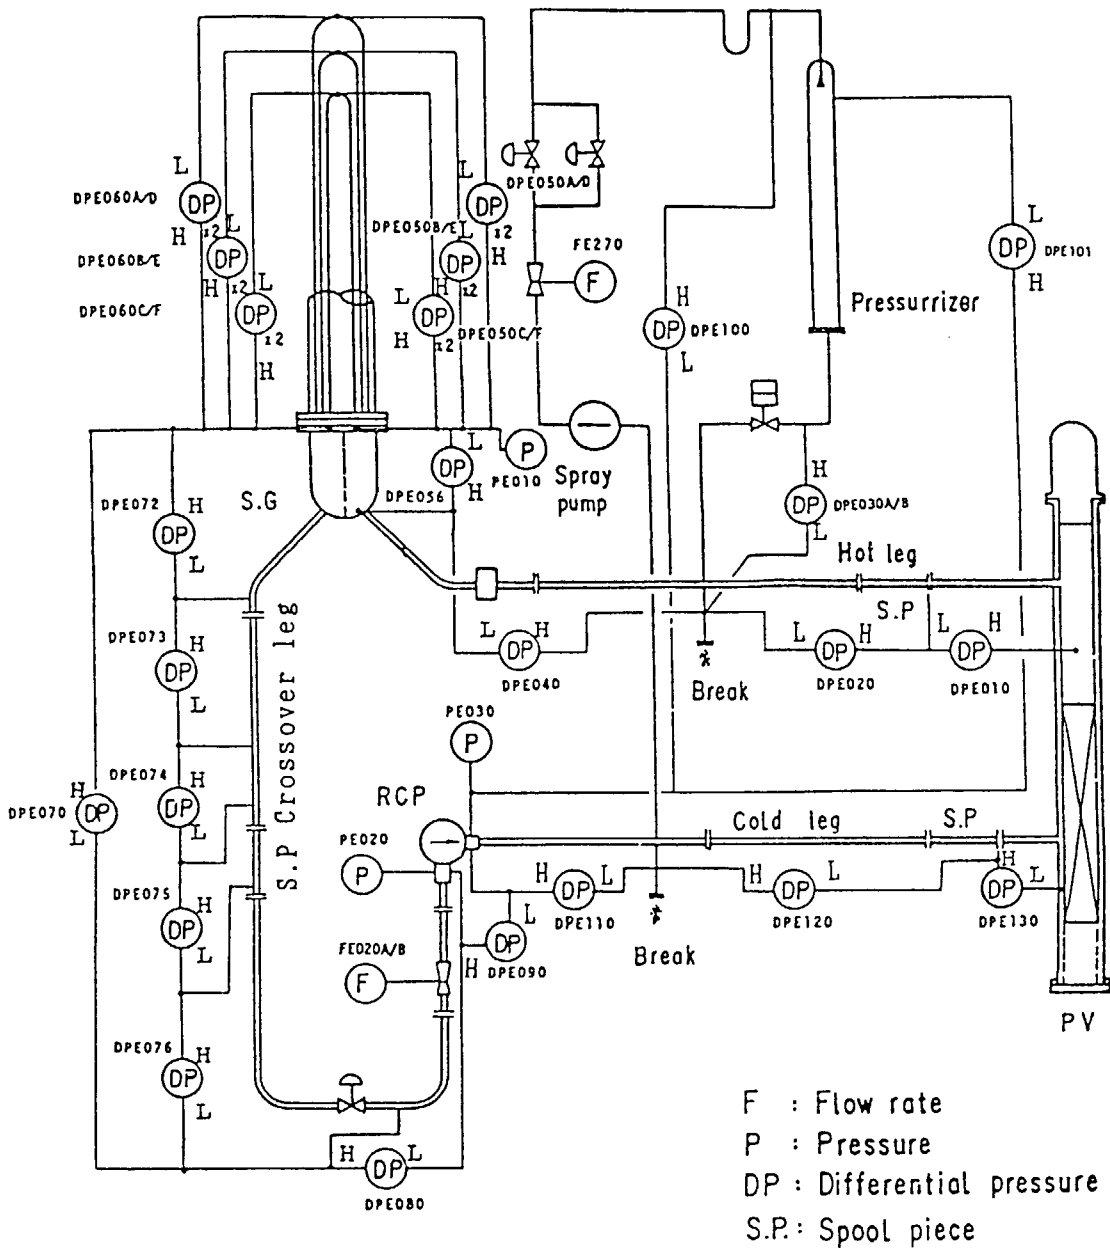 L
DPE060A/D
DP
x2
H
L
DPE060B/E
DP
x2
H
L
DPE060C/F
DP
x2
H
L
DPE050A/D
DP
x2
H
L
DPE050B/E
DP
x2
H
L
DPE050C/F
DP
x2
H
FE270
F
H
DPE100
DP
L
L
DP
DPE101
H
Pressurrizer
Spray
pump
L
DP
H
DPE056
P
PE010
S.G
DPE072
H
DP
L
H
DP
DPE030A/B
L
Hot leg
S.P
DPE073
H
DP
L
S.P Crossover leg
L
H
DP
DPE040
Break
L
H
DP
DPE020
H
L
DP
DPE010
PE030
P
DPE074
H
DP
L
H
DPE070
DP
L
RCP
PE020
P
Cold leg
S.P
DPE075
H
DP
L
H
L
DP
DPE110
H
L
DP
DPE120
H
L
DP
DPE130
L
DP
H
DPE090
FE020A/B
F
Break
PV
DPE076
H
DP
L
H
L
DP
DPE080
F : Flow rate
P : Pressure
DP : Differential pressure
S.P.: Spool piece